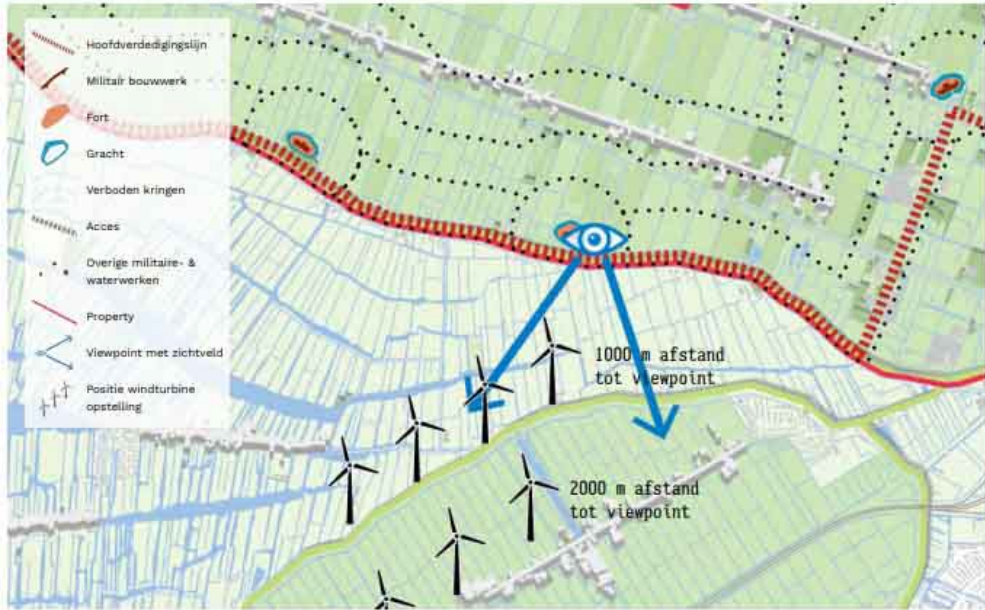 Hoofdverdedigingslijn
Militair bouwwerk
Fort
Gracht
Verboden kringen
Acces
Overige militaire- &
waterwerken
Property
Viewpoint met zichtveld
Positie windturbine
opstelling
1000 m afstand
tot viewpoint
2000 m afstand
tot viewpoint